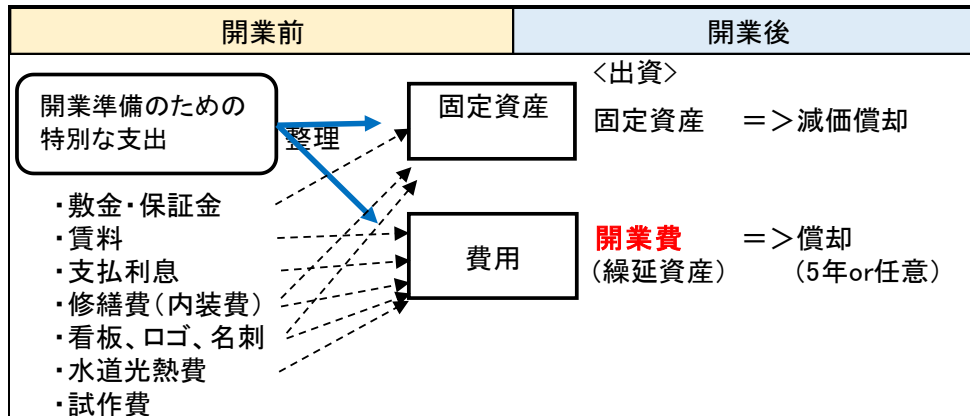 開業前
開業後
開業準備のための
特別な支出
整理
・敷金・保証金
・賃料
・支払利息
・修繕費(内装費)
・看板、ロゴ、名刺
・水道光熱費
・試作費
固定資産
費用
<出資>
固定資産 =>減価償却
開業費 =>償却
(繰延資産) (5年or任意)